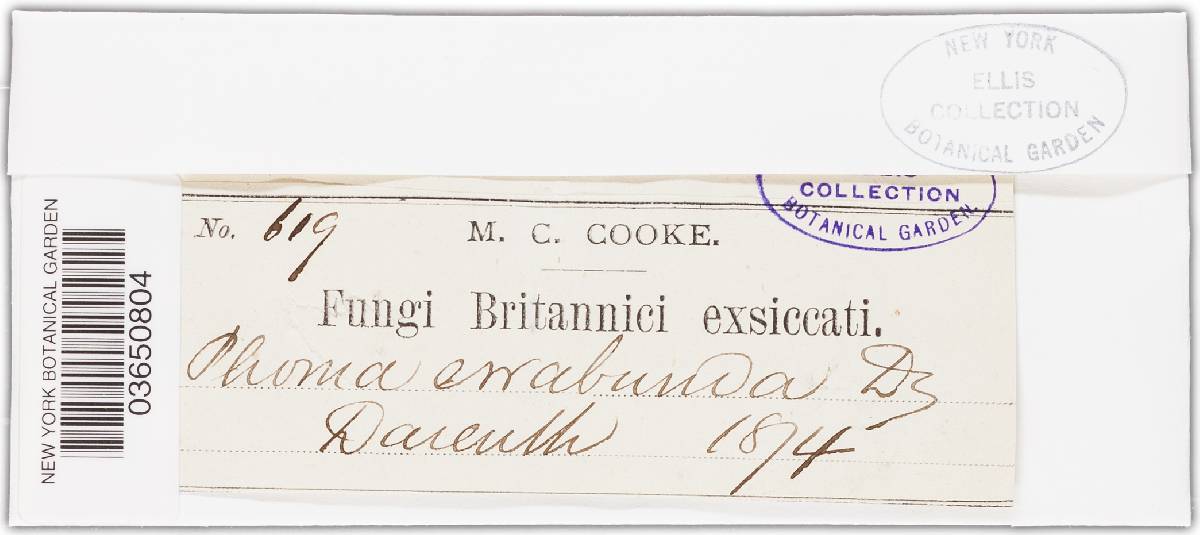 NEW YORK
ELLIS
COLLECTION
BOTANICAL GARDEN
COLLECTION
BOTANICAL GARDEN.
No. 619 M. C. COOKE.
Fungi Britannici exsiccati.
Phoma errabunda Dz
Darenth 1874
NEW YORK BOTANICAL GARDEN
03650804